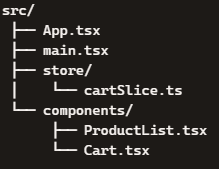 src/
├── App.tsx
├── main.tsx
├── store/
│   └── cartSlice.ts
└── components/
    ├── ProductList.tsx
    └── Cart.tsx